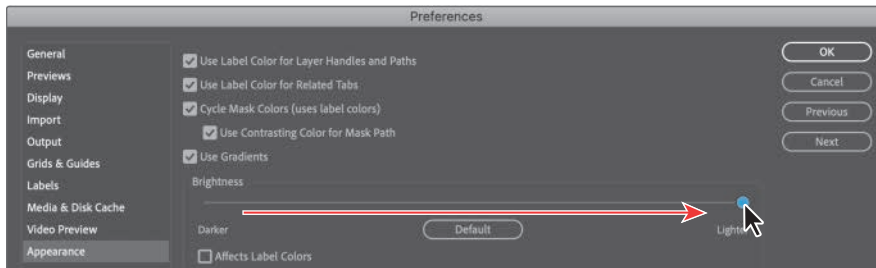 Preferences
General
Previews
Display
Import
Output
Grids & Guides
Labels
Media & Disk Cache
Video Preview
Appearance
Use Label Color for Layer Handles and Paths
Use Label Color for Related Tabs
Cycle Mask Colors (uses label colors)
Use Contrasting Color for Mask Path
Use Gradients
Brightness
Darker
Default
Lighter
Affects Label Colors
OK
Cancel
Previous
Next